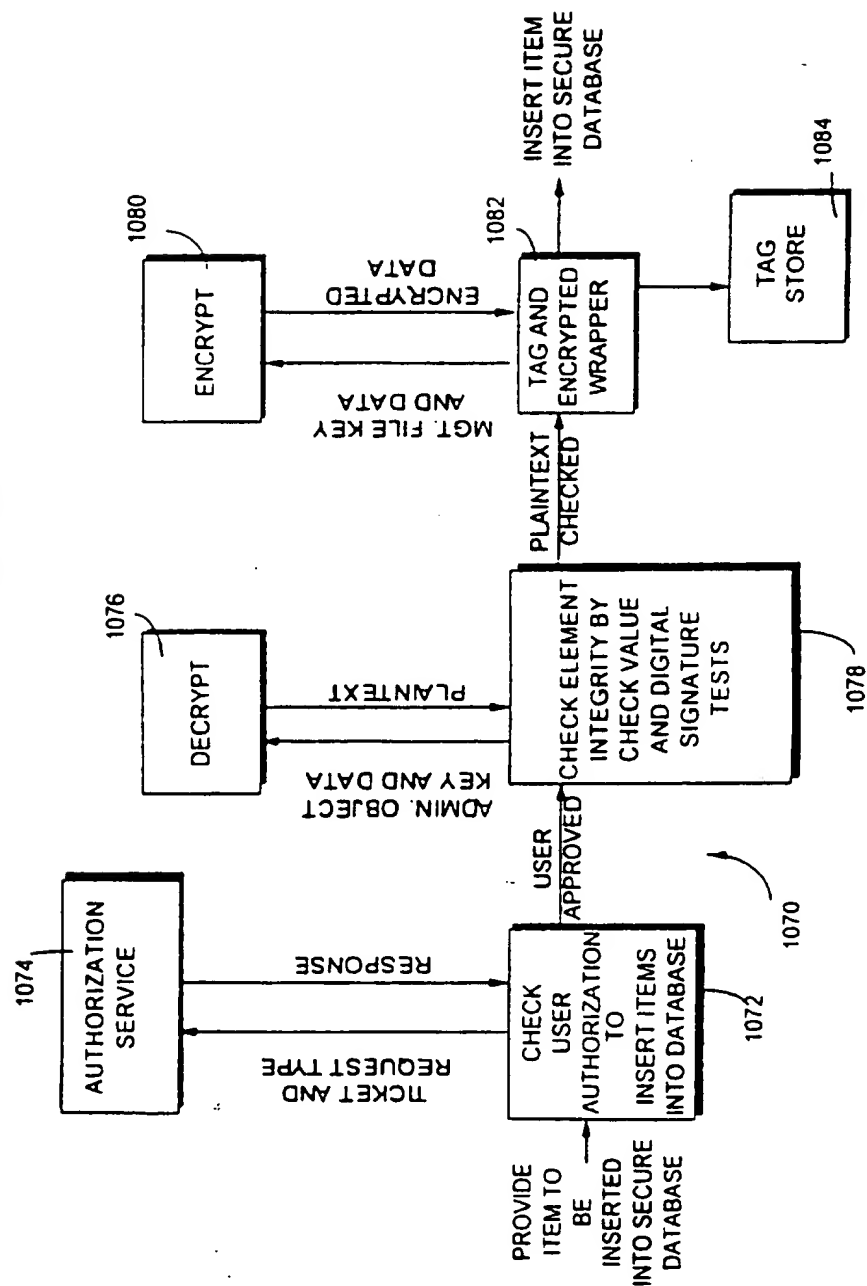 1074
AUTHORIZATION
SERVICE
TICKET AND
REQUEST TYPE
RESPONSE
PROVIDE
ITEM TO
BE
INSERTED
INTO SECURE
DATABASE
CHECK
USER
AUTHORIZATION
TO
INSERT ITEMS
INTO DATABASE
1072
USER
APPROVED
1070
1076
DECRYPT
ADMIN. OBJECT
KEY AND DATA
PLAINTEXT
CHECK ELEMENT
INTEGRITY BY
CHECK VALUE
AND DIGITAL
SIGNATURE
TESTS
1078
PLAINTEXT
CHECKED
1080
ENCRYPT
MGT. FILE KEY
AND DATA
ENCRYPTED
DATA
1082
TAG AND
ENCRYPTED
WRAPPER
INSERT ITEM
INTO SECURE
DATABASE
TAG
STORE
1084